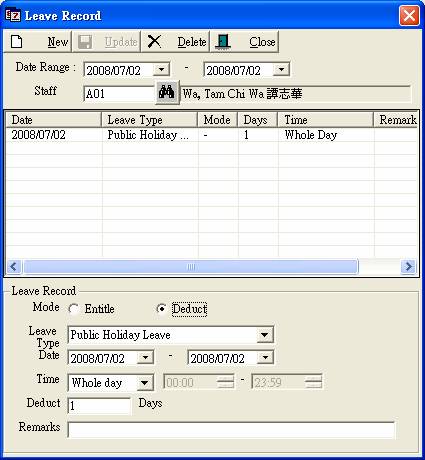 Leave Record
New Update Delete Close
Date Range : 2008/07/02 - 2008/07/02
Staff A01 Wa, Tam Chi Wa 譚志華
Date Leave Type Mode Days Time Remark
2008/07/02 Public Holiday ... - 1 Whole Day
Leave Record
Mode Entitle Deduct
Leave Type Public Holiday Leave
Date 2008/07/02 - 2008/07/02
Time Whole day 00:00 - 23:59
Deduct 1 Days
Remarks